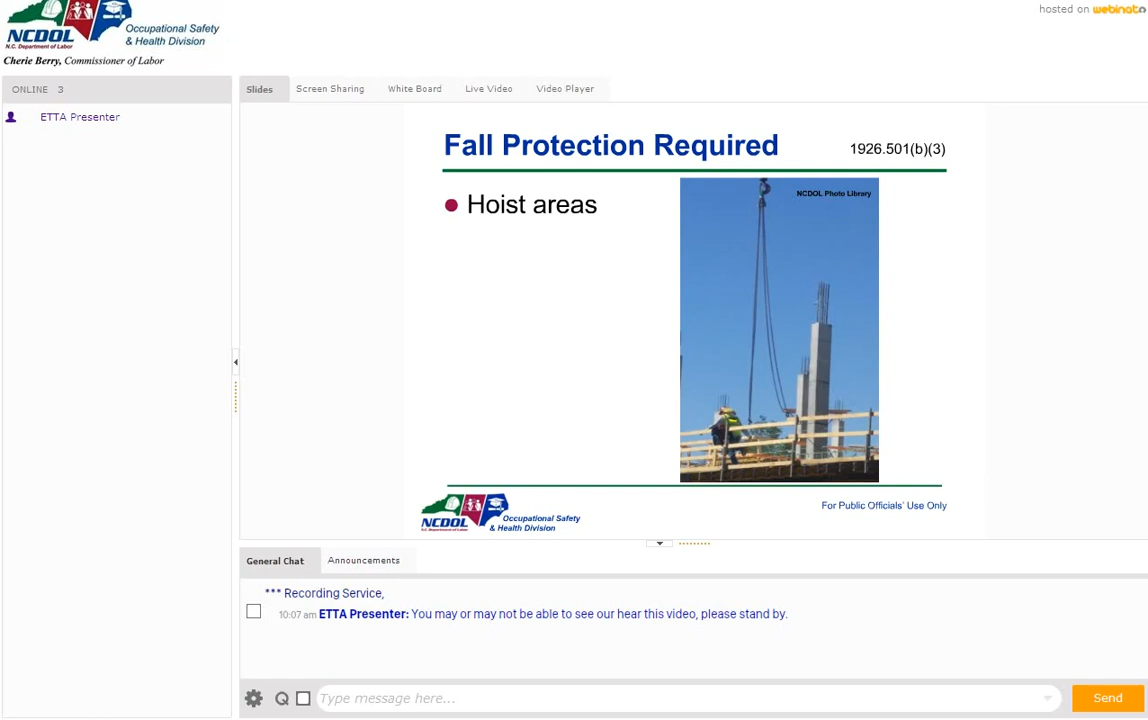 hosted on webinato
NCDOL
N.C. Department of Labor
Occupational Safety
& Health Division
Cherie Berry, Commissioner of Labor
ONLINE 3
ETTA Presenter
Slides Screen Sharing White Board Live Video Video Player
Fall Protection Required 1926.501(b)(3)
Hoist areas
NCDOL Photo Library
NCDOL
N.C. Department of Labor
Occupational Safety
& Health Division
For Public Officials' Use Only
General Chat Announcements
*** Recording Service,
10:07 am ETTA Presenter: You may or may not be able to see our hear this video, please stand by.
Q Type message here... Send